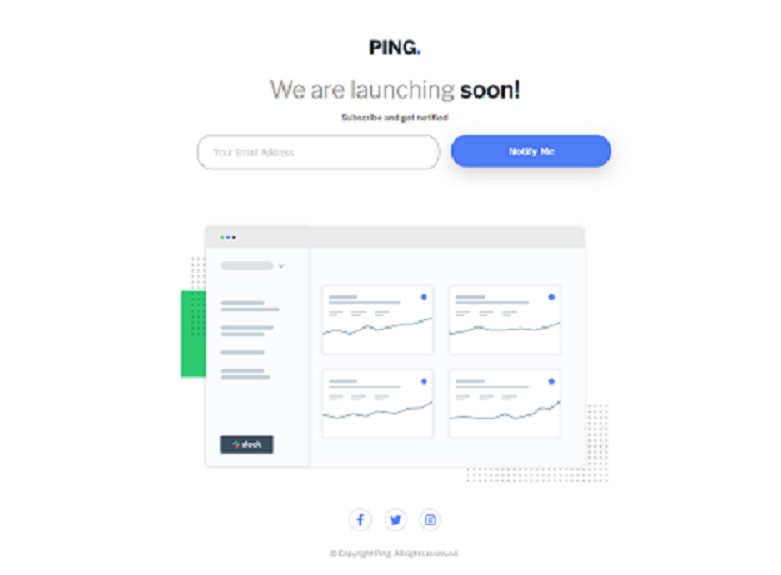 PING.
We are launching soon!
Subscribe and get notified
Your Email Address
Notify Me
slack
© Copyright Ping. All rights reserved.